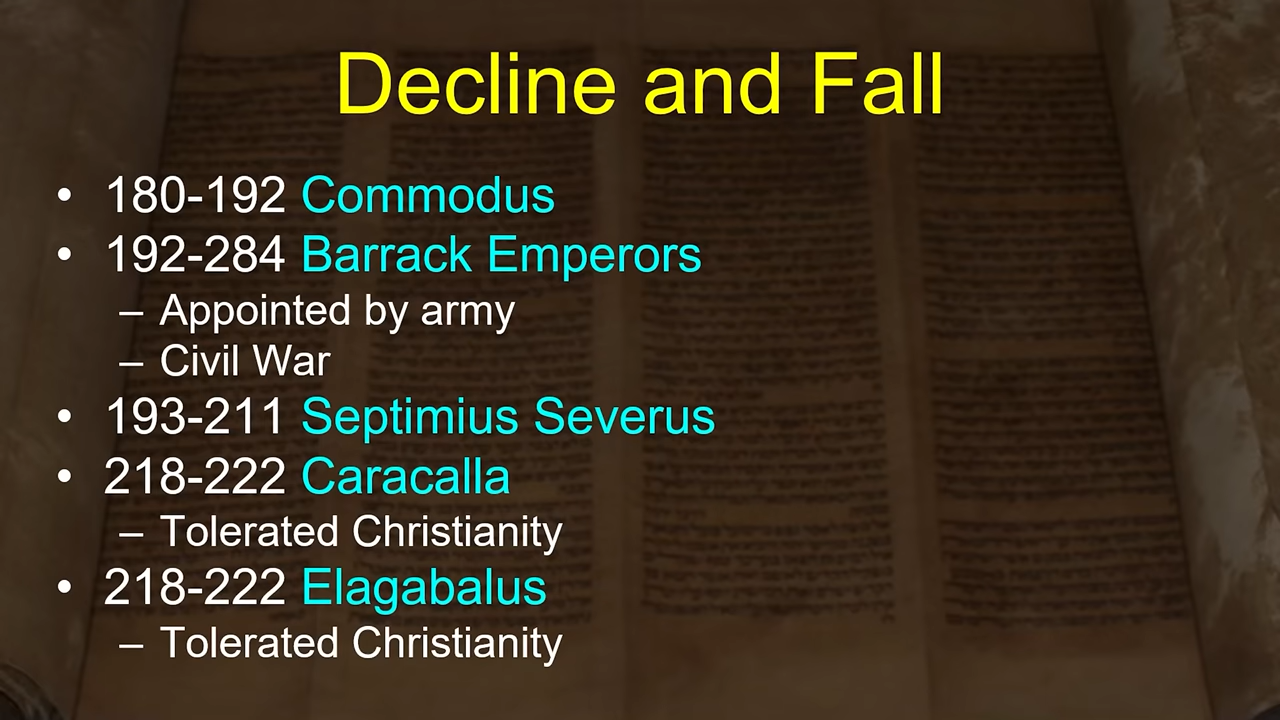 Decline and Fall
• 180-192 Commodus
• 192-284 Barrack Emperors
– Appointed by army
– Civil War
• 193-211 Septimius Severus
• 218-222 Caracalla
– Tolerated Christianity
• 218-222 Elagabalus
– Tolerated Christianity